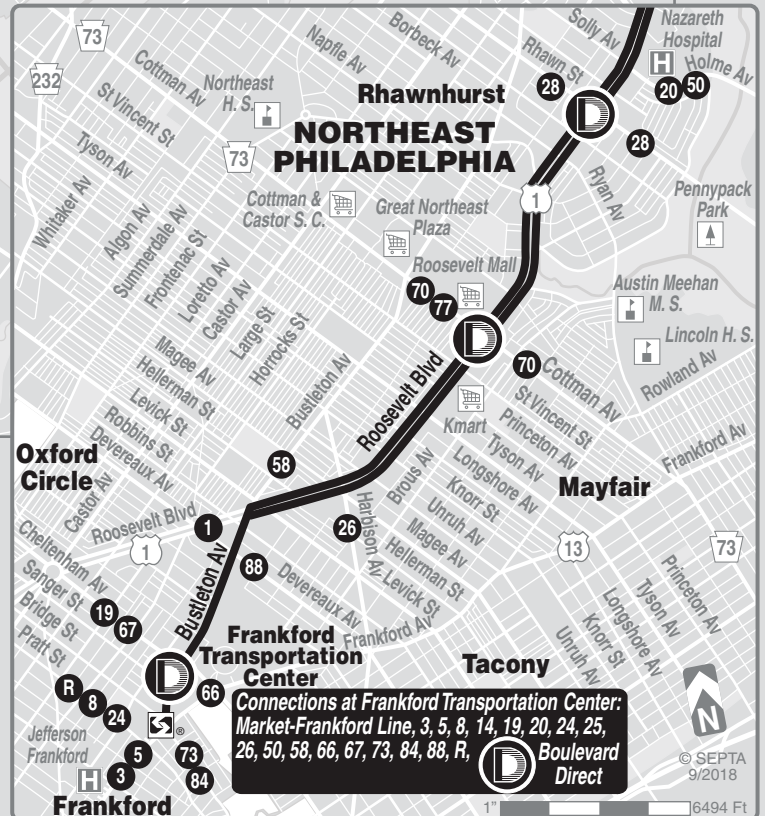 73
232
Cottman Av
Northeast
H. S.
St Vincent St
Tyson Av
Whitaker Av
Algon Av
Summerdale Av
Frontenac St
Loretto Av
Castor Av
Large St
Horrocks St
Bustleton Av
73
Napfle Av
Borbeck Av
Solly Av
Rhawn St
Nazareth
Hospital
H
Holme Av
20
50
28
D
28
Rhawnhurst
NORTHEAST
PHILADELPHIA
Cottman &
Castor S. C.
Great Northeast
Plaza
Roosevelt Mall
1
Ryan Av
Pennypack
Park
Austin Meehan
M. S.
Lincoln H. S.
Rowland Av
Frankford Av
70
77
D
70
Cottman Av
St Vincent St
Princeton Av
Tyson Av
Longshore Av
Knorr St
Unruh Av
Magee Av
Hellerman St
Levick St
Kmart
Roosevelt Blvd
Brous Av
Mayfair
Magee Av
Hellerman St
Levick St
Robbins St
Devereaux Av
Oxford
Circle
Castor Av
58
Roosevelt Blvd
1
1
Harbison Av
26
13
73
Princeton Av
Tyson Av
Longshore Av
Knorr St
Unruh Av
Cheltenham Av
Sanger St
Bridge St
Pratt St
19
67
Bustleton Av
88
Devereaux Av
Frankford Av
Frankford
Transportation
Center
Tacony
D
66
R
8
24
S
®
5
3
73
84
Jefferson
Frankford
H
Frankford
Connections at Frankford Transportation Center:
Market-Frankford Line, 3, 5, 8, 14, 19, 20, 24, 25,
26, 50, 58, 66, 67, 73, 84, 88, R, D Boulevard
Direct
N
© SEPTA
9/2018
1" 6494 Ft